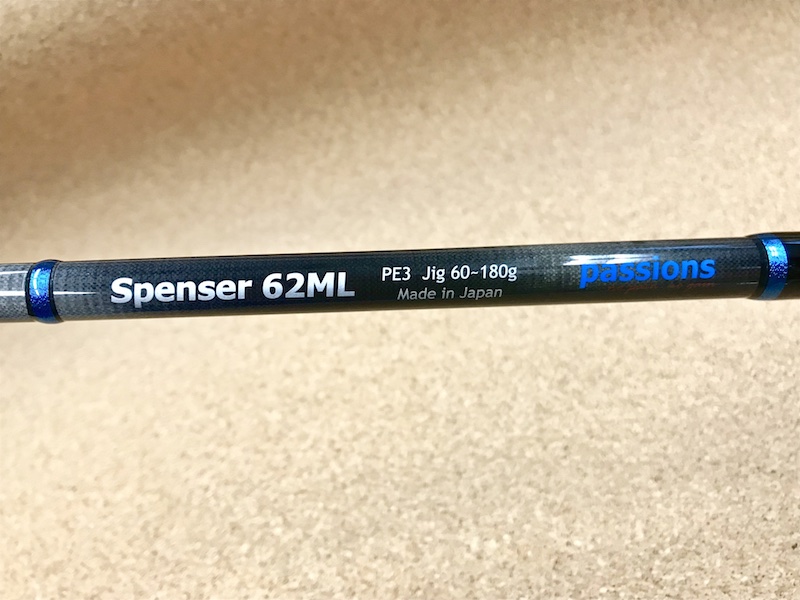 Spenser 62ML
PE3 Jig 60~180g
Made in Japan
passions